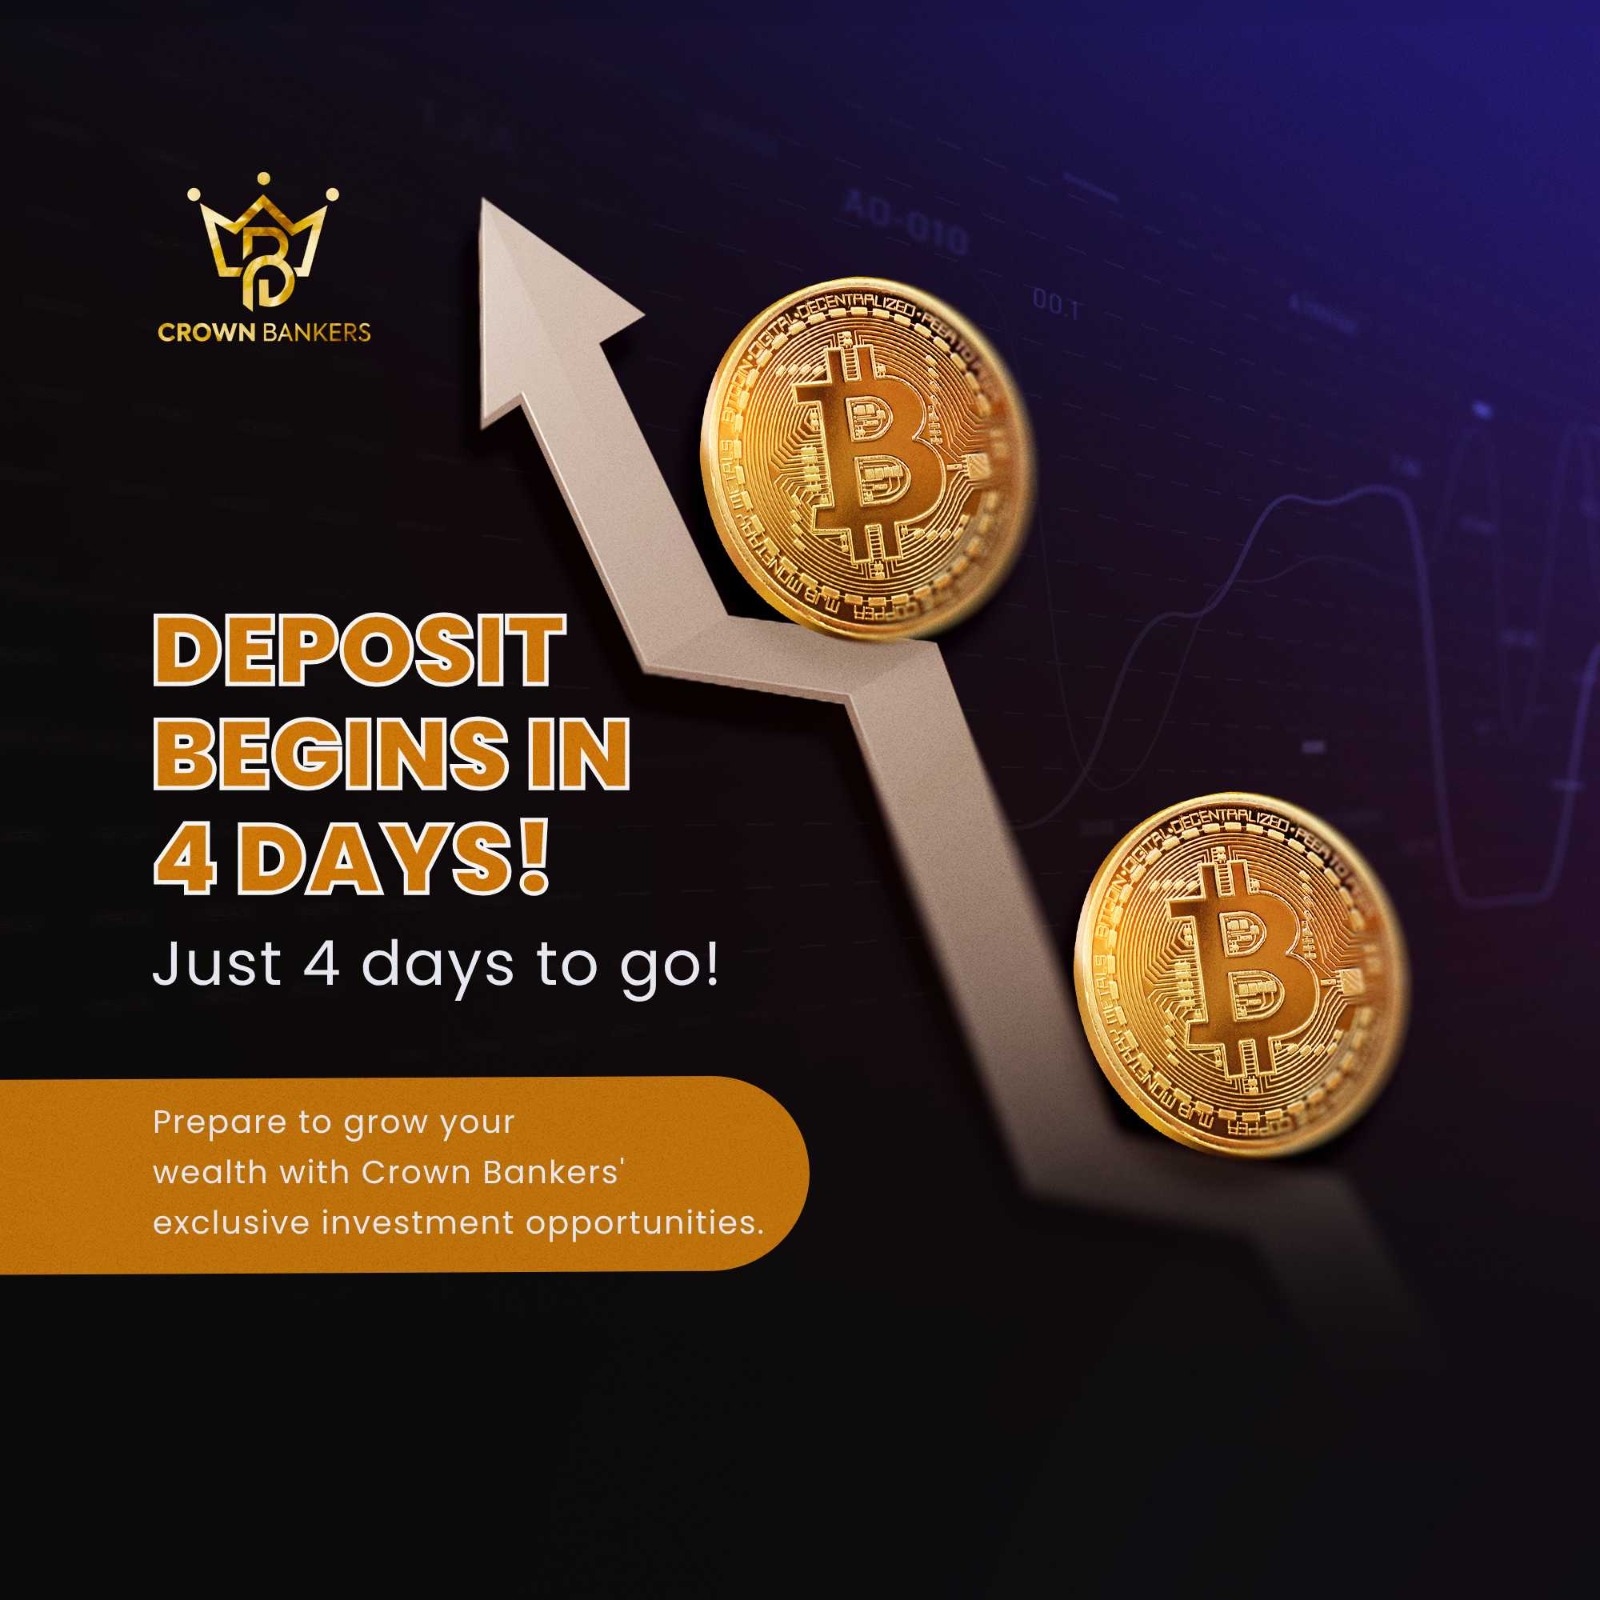 CROWN BANKERS
DEPOSIT
BEGINS IN
4 DAYS!
Just 4 days to go!
Prepare to grow your
wealth with Crown Bankers'
exclusive investment opportunities.